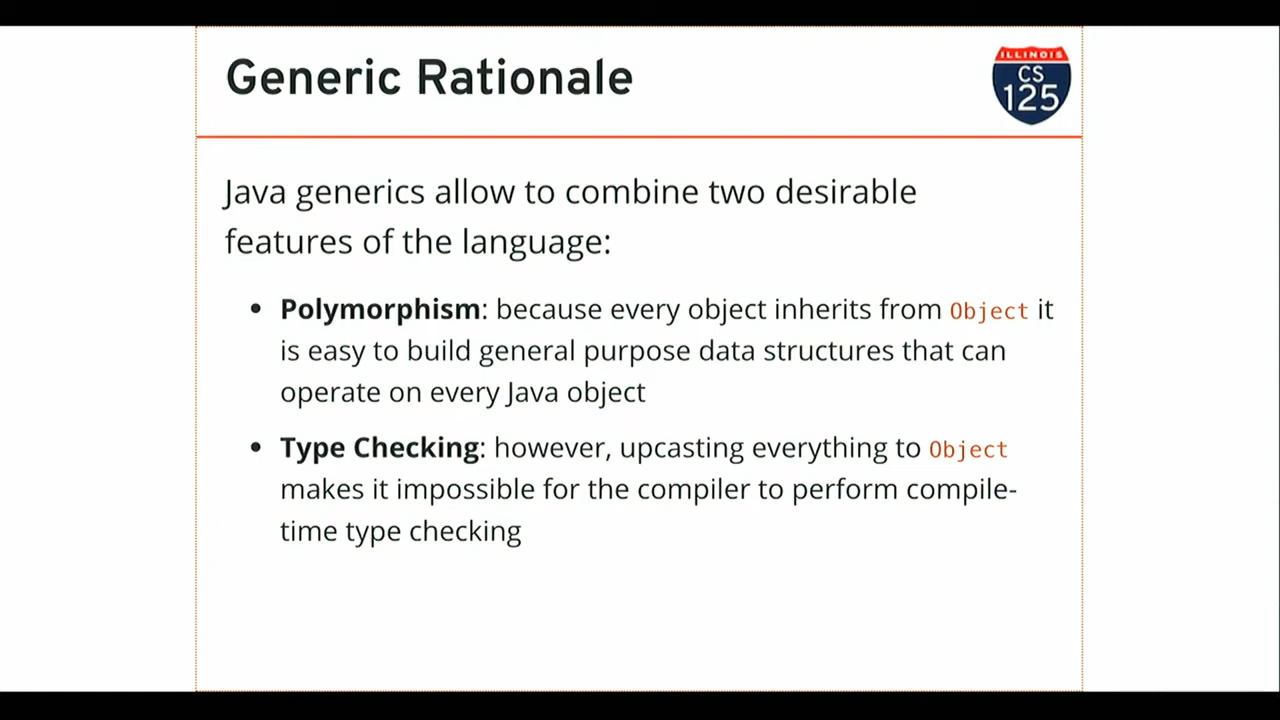 Generic Rationale
ILLINOIS
CS
125
Java generics allow to combine two desirable
features of the language:
• Polymorphism: because every object inherits from Object it
is easy to build general purpose data structures that can
operate on every Java object
• Type Checking: however, upcasting everything to Object
makes it impossible for the compiler to perform compile-
time type checking